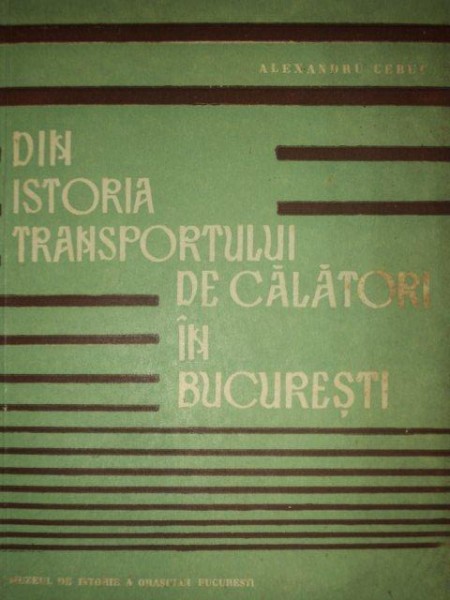 ALEXANDRU CEBUC
DIN
ISTORIA
TRANSPORTULUI
DE CĂLĂTORI
ÎN
BUCUREȘTI
MUZEUL DE ISTORIE A ORAȘULUI BUCUREȘTI